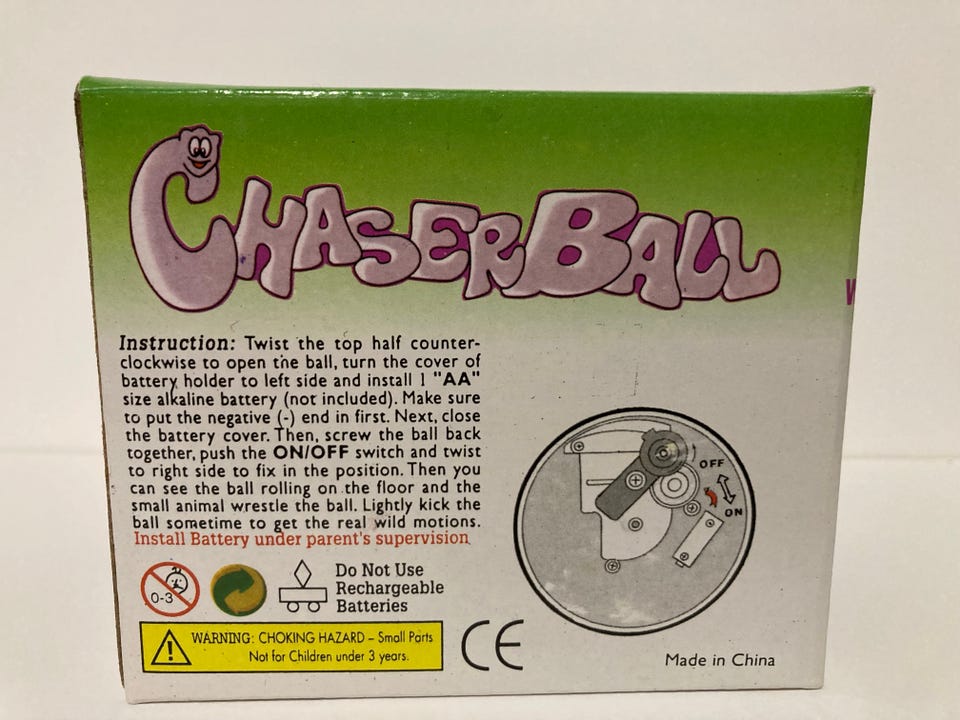 CHASERBALL
Instruction: Twist the top half counter-
clockwise to open the ball, turn the cover of
battery holder to left side and install 1 "AA"
size alkaline battery (not included). Make sure
to put the negative (-) end in first. Next, close
the battery cover. Then, screw the ball back
together, push the ON/OFF switch and twist
to right side to fix in the position. Then you
can see the ball rolling on the floor and the
small animal wrestle the ball. Lightly kick the
ball sometime to get the real wild motions.
Install Battery under parent's supervision
OFF
ON
0-3
Do Not Use
Rechargeable
Batteries
WARNING: CHOKING HAZARD – Small Parts
Not for Children under 3 years.
CE
Made in China